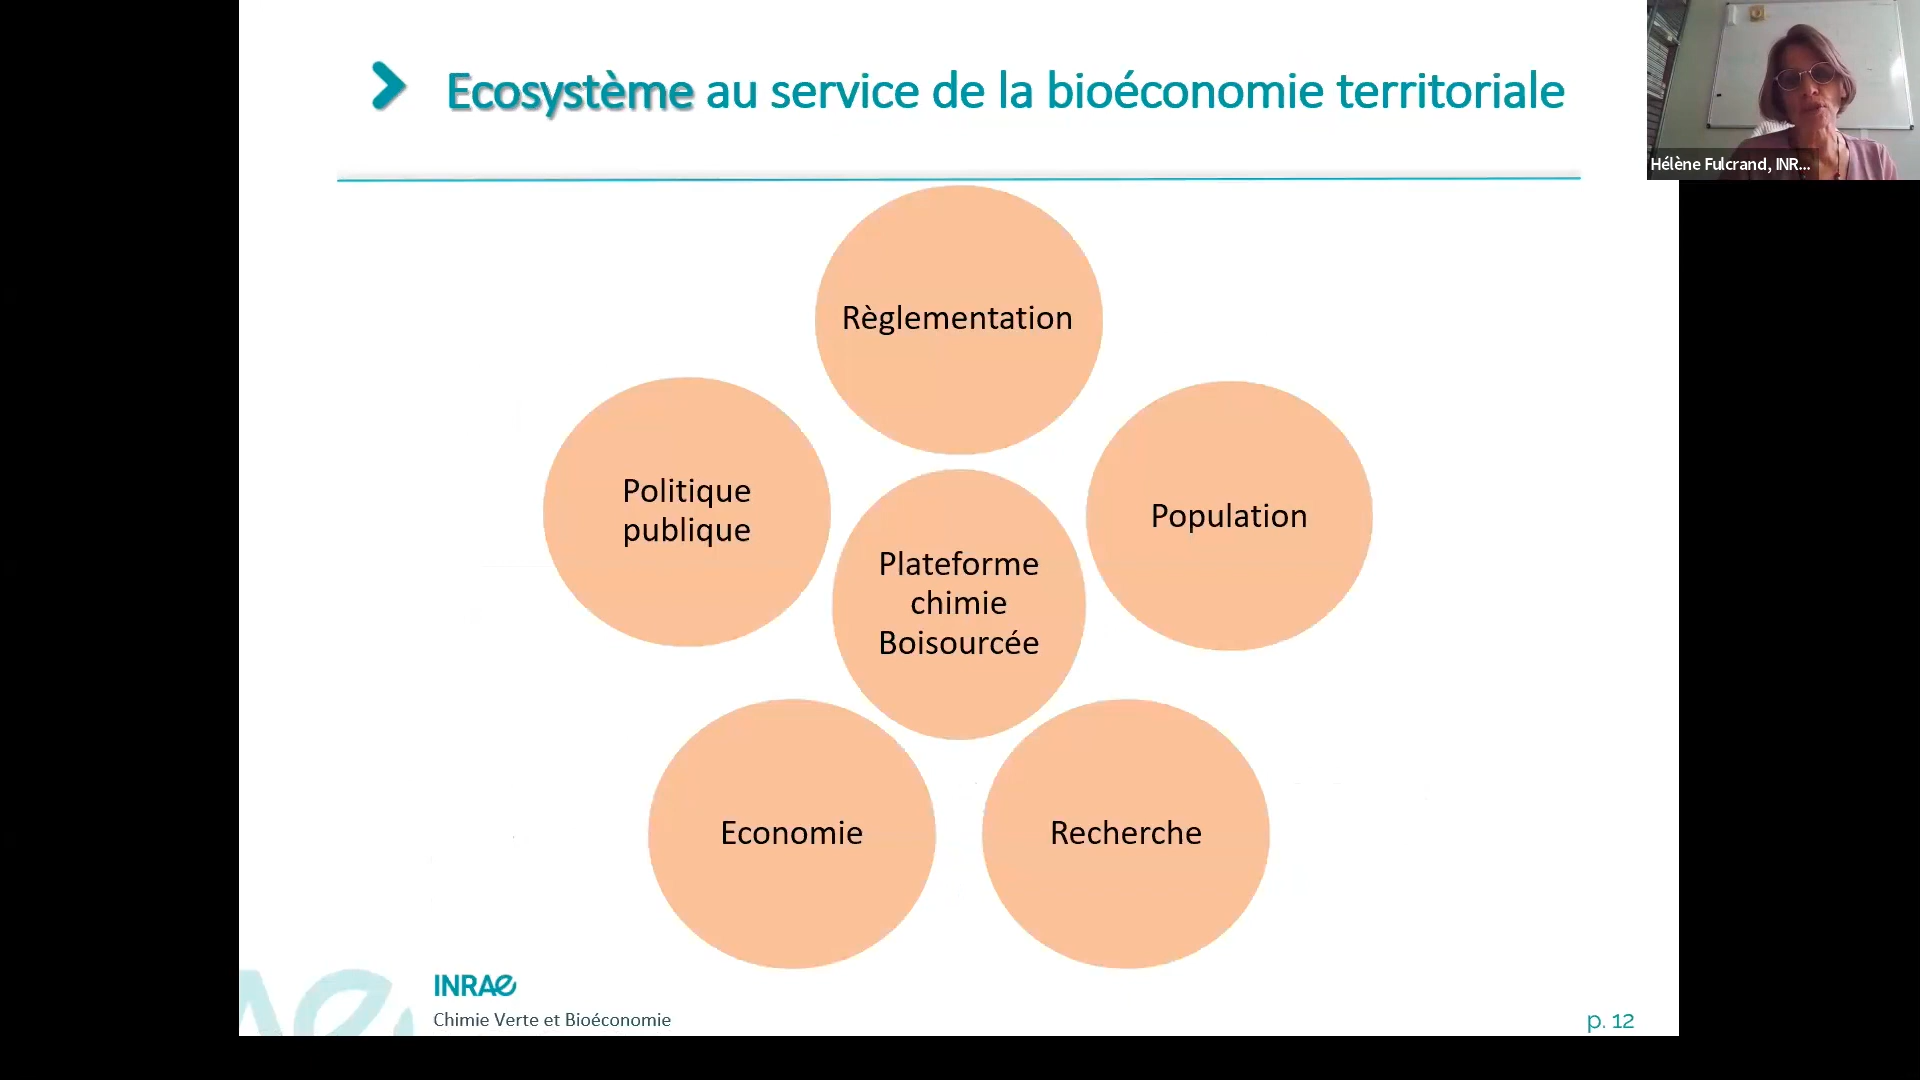 Ecosystème au service de la bioéconomie territoriale
Hélène Fulcrand, INR...
Règlementation
Politique
publique
Population
Plateforme
chimie
Boisourcée
Economie
Recherche
INRAE
Chimie Verte et Bioéconomie
p. 12